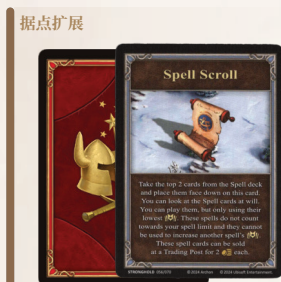 据点扩展
Spell Scroll
Take the top 2 cards from the Spell deck
and place them face down on this card.
You can look at the Spell cards at will.
You can play them, but only using their
lowest. These spells do not count
towards your spell limit and they cannot
be used to increase another spell's.
These spell cards can be sold
at a Trading Post for 2 each.
STRONGHOLD 056/070 © 2024 Archon © 2024 Ubisoft Entertainment.